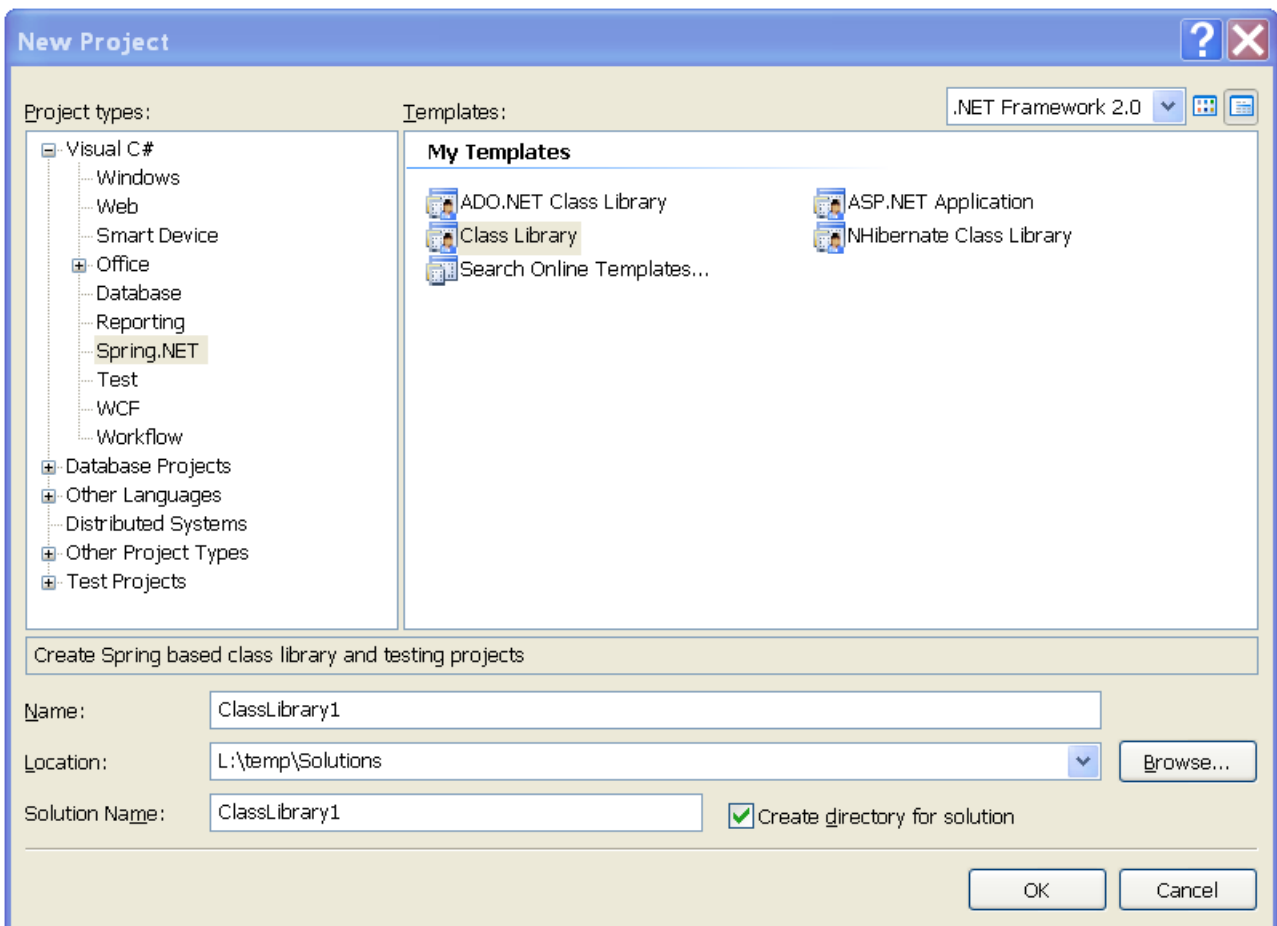 New Project
Project types:
Templates:
.NET Framework 2.0
Visual C#
Windows
Web
Smart Device
Office
Database
Reporting
Spring.NET
Test
WCF
Workflow
Database Projects
Other Languages
Distributed Systems
Other Project Types
Test Projects
My Templates
ADO.NET Class Library
ASP.NET Application
Class Library
NHibernate Class Library
Search Online Templates...
Create Spring based class library and testing projects
Name:
ClassLibrary1
Location:
L:\temp\Solutions
Browse...
Solution Name:
ClassLibrary1
Create directory for solution
OK
Cancel